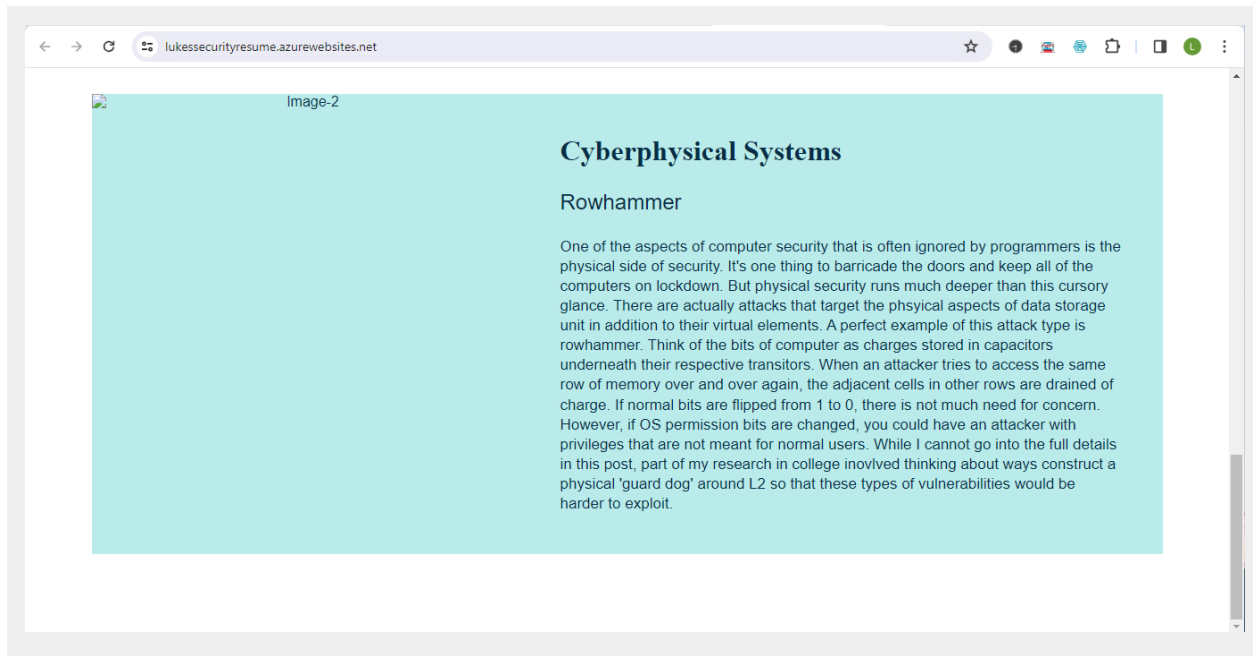 lukessecurityresume.azurewebsites.net
L
Image-2
Cyberphysical Systems
Rowhammer
One of the aspects of computer security that is often ignored by programmers is the
physical side of security. It's one thing to barricade the doors and keep all of the
computers on lockdown. But physical security runs much deeper than this cursory
glance. There are actually attacks that target the phsyical aspects of data storage
unit in addition to their virtual elements. A perfect example of this attack type is
rowhammer. Think of the bits of computer as charges stored in capacitors
underneath their respective transitors. When an attacker tries to access the same
row of memory over and over again, the adjacent cells in other rows are drained of
charge. If normal bits are flipped from 1 to 0, there is not much need for concern.
However, if OS permission bits are changed, you could have an attacker with
privileges that are not meant for normal users. While I cannot go into the full details
in this post, part of my research in college inovlved thinking about ways construct a
physical 'guard dog' around L2 so that these types of vulnerabilities would be
harder to exploit.